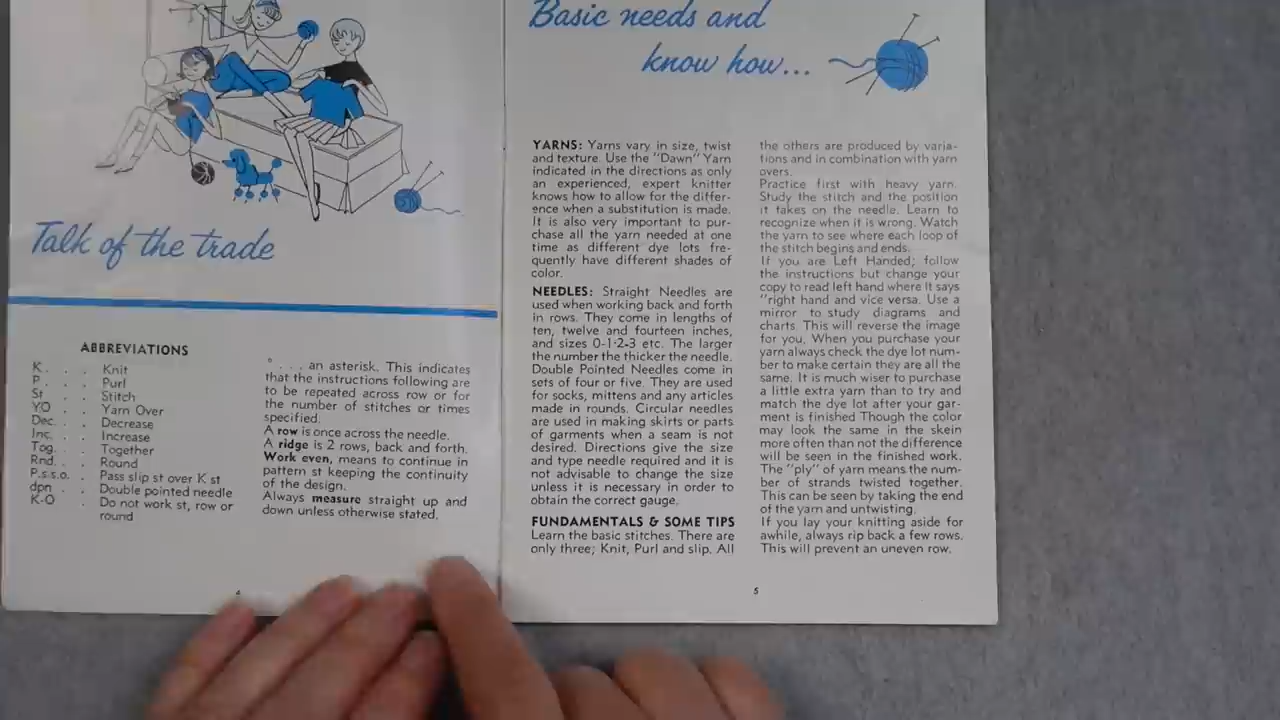 Talk of the trade
ABBREVIATIONS
K. . . Knit
P. . . Purl
St . . Stitch
YO . . Yarn Over
Dec. . . Decrease
Inc. . . Increase
Tog. . . Together
Rnd. . . Round
P.s.s.o. . Pass slip st over K st
dpn . . Double pointed needle
K-O . Do not work st, row or
round
* . . . an asterisk. This indicates
that the instructions following are
to be repeated across row or for
the number of stitches or times
specified.
A row is once across the needle.
A ridge is 2 rows, back and forth.
Work even, means to continue in
pattern st keeping the continuity
of the design.
Always measure straight up and
down unless otherwise stated.
4
Basic needs and
know how...
YARNS: Yarns vary in size, twist
and texture. Use the "Dawn" Yarn
indicated in the directions as only
an experienced, expert knitter
knows how to allow for the differ-
ence when a substitution is made.
It is also very important to pur-
chase all the yarn needed at one
time as different dye lots fre-
quently have different shades of
color.
NEEDLES: Straight Needles are
used when working back and forth
in rows. They come in lengths of
ten, twelve and fourteen inches,
and sizes 0-1-2-3 etc. The larger
the number the thicker the needle.
Double Pointed Needles come in
sets of four or five. They are used
for socks, mittens and any articles
made in rounds. Circular needles
are used in making skirts or parts
of garments when a seam is not
desired. Directions give the size
and type needle required and it is
not advisable to change the size
unless it is necessary in order to
obtain the correct gauge.
FUNDAMENTALS & SOME TIPS
Learn the basic stitches. There are
only three; Knit, Purl and slip. All
the others are produced by varia-
tions and in combination with yarn
overs.
Practice first with heavy yarn.
Study the stitch and the position
it takes on the needle. Learn to
recognize when it is wrong. Watch
the yarn to see where each loop of
the stitch begins and ends.
If you are Left Handed; follow
the instructions but change your
copy to read left hand where it says
"right hand and vice versa. Use a
mirror to study diagrams and
charts. This will reverse the image
for you. When you purchase your
yarn always check the dye lot num-
ber to make certain they are all the
same. It is much wiser to purchase
a little extra yarn than to try and
match the dye lot after your gar-
ment is finished Though the color
may look the same in the skein
more often than not the difference
will be seen in the finished work.
The "ply" of yarn means the num-
ber of strands twisted together.
This can be seen by taking the end
of the yarn and untwisting.
If you lay your knitting aside for
awhile, always rip back a few rows.
This will prevent an uneven row.
5